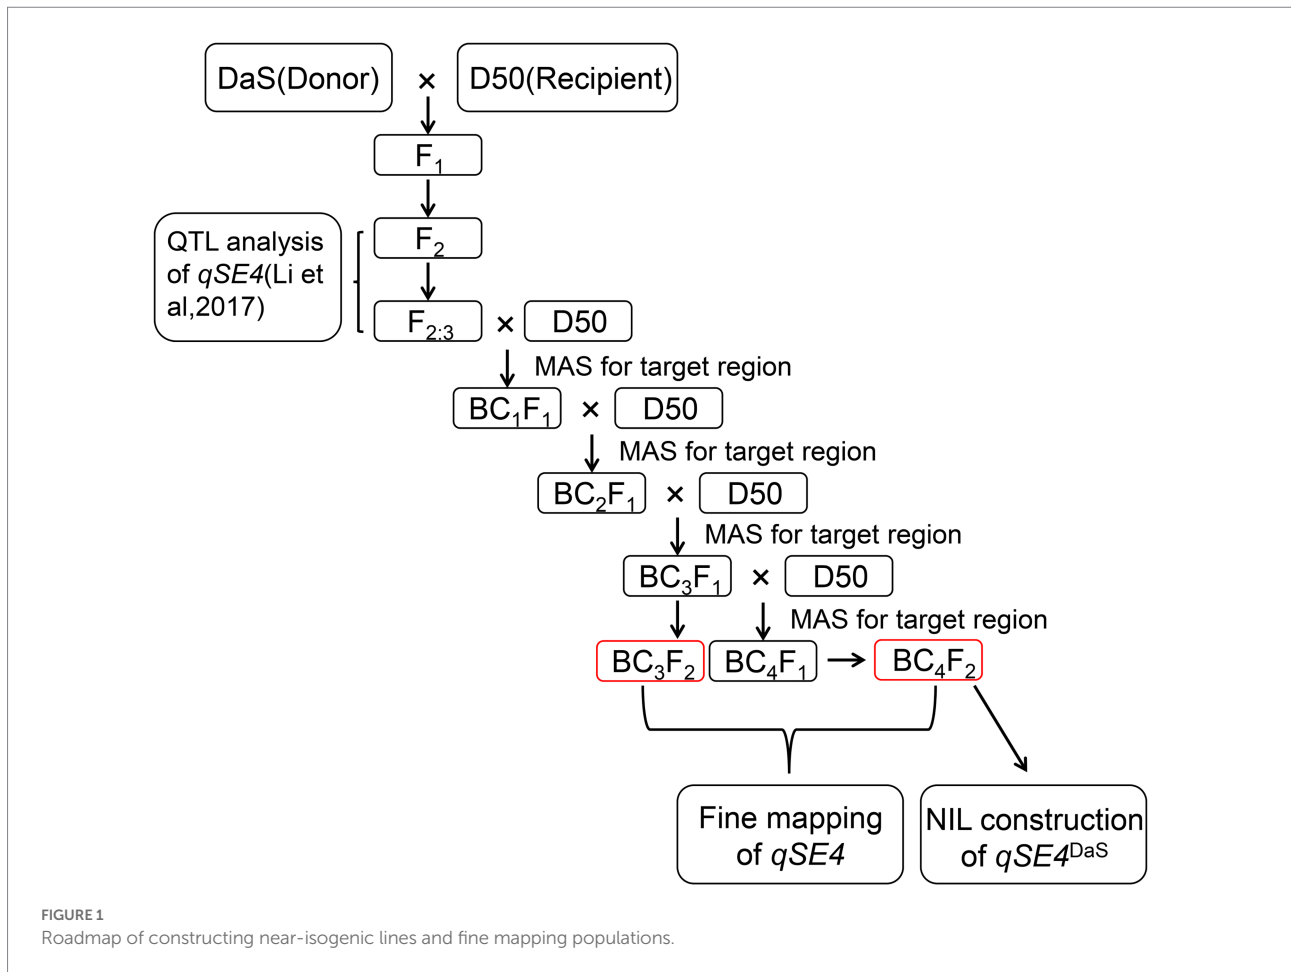 DaS(Donor) × D50(Recipient)
F1
F2
QTL analysis
of qSE4(Li et
al,2017)
F2:3 × D50
MAS for target region
BC1F1 × D50
MAS for target region
BC2F1 × D50
MAS for target region
BC3F1 × D50
MAS for target region
BC3F2 BC4F1 BC4F2
Fine mapping
of qSE4
NIL construction
of qSE4DaS
FIGURE 1
Roadmap of constructing near-isogenic lines and fine mapping populations.